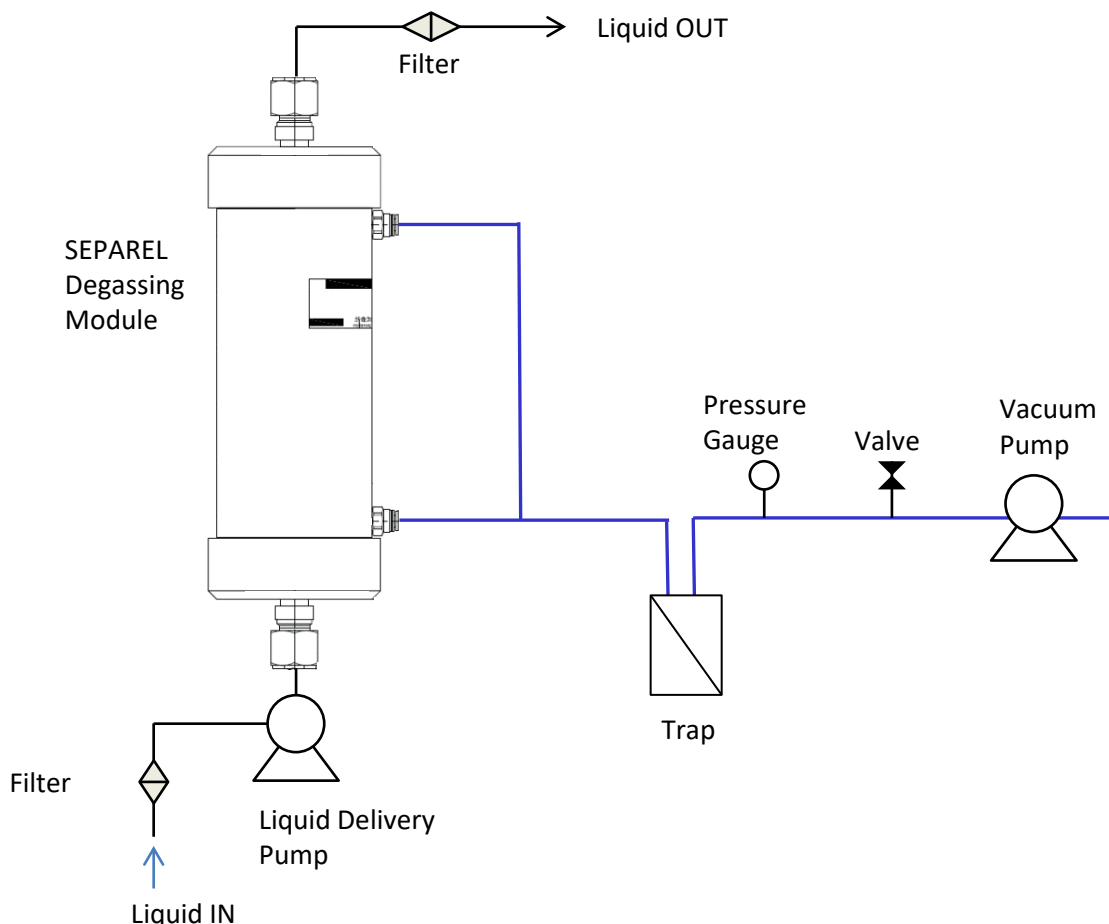 Liquid OUT
Filter
SEPAREL
Degassing
Module
Pressure
Gauge
Valve
Vacuum
Pump
Trap
Filter
Liquid Delivery
Pump
Liquid IN